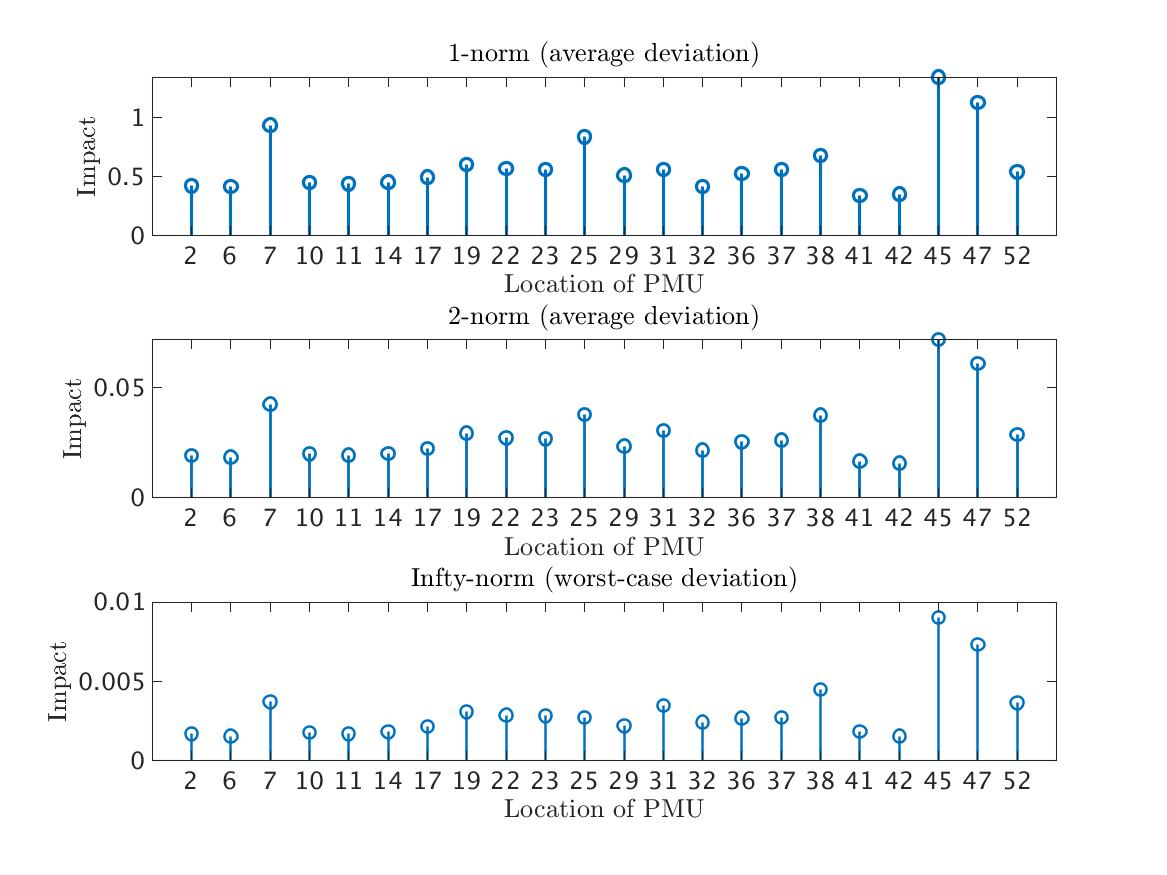 1-norm (average deviation)
Impact
1
0.5
0
2 6 7 10 11 14 17 19 22 23 25 29 31 32 36 37 38 41 42 45 47 52
Location of PMU
2-norm (average deviation)
Impact
0.05
0
2 6 7 10 11 14 17 19 22 23 25 29 31 32 36 37 38 41 42 45 47 52
Location of PMU
Infty-norm (worst-case deviation)
Impact
0.01
0.005
0
2 6 7 10 11 14 17 19 22 23 25 29 31 32 36 37 38 41 42 45 47 52
Location of PMU